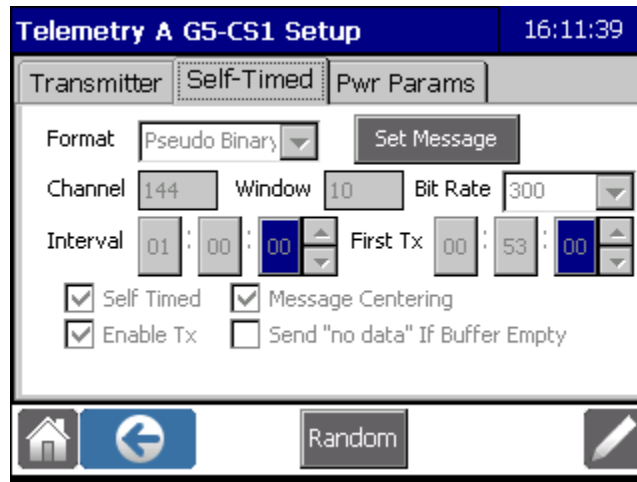 Telemetry A G5-CS1 Setup 16:11:39
Transmitter Self-Timed Pwr Params
Format Pseudo Binary Set Message
Channel 144 Window 10 Bit Rate 300
Interval 01 : 00 : 00 First Tx 00 : 53 : 00
Self Timed Message Centering
Enable Tx Send "no data" If Buffer Empty
Random